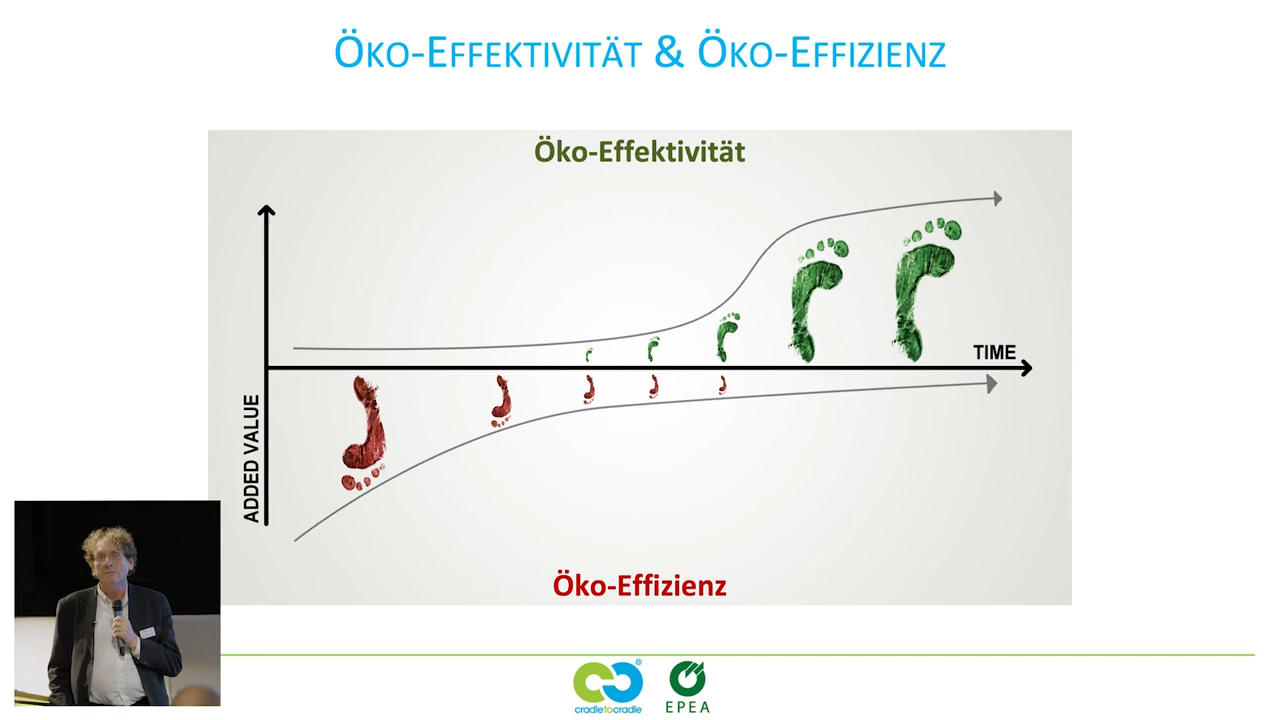 Öko-Effektivität & Öko-Effizienz
Öko-Effektivität
TIME
ADDED VALUE
Öko-Effizienz
cradletocradle
®
EPEA